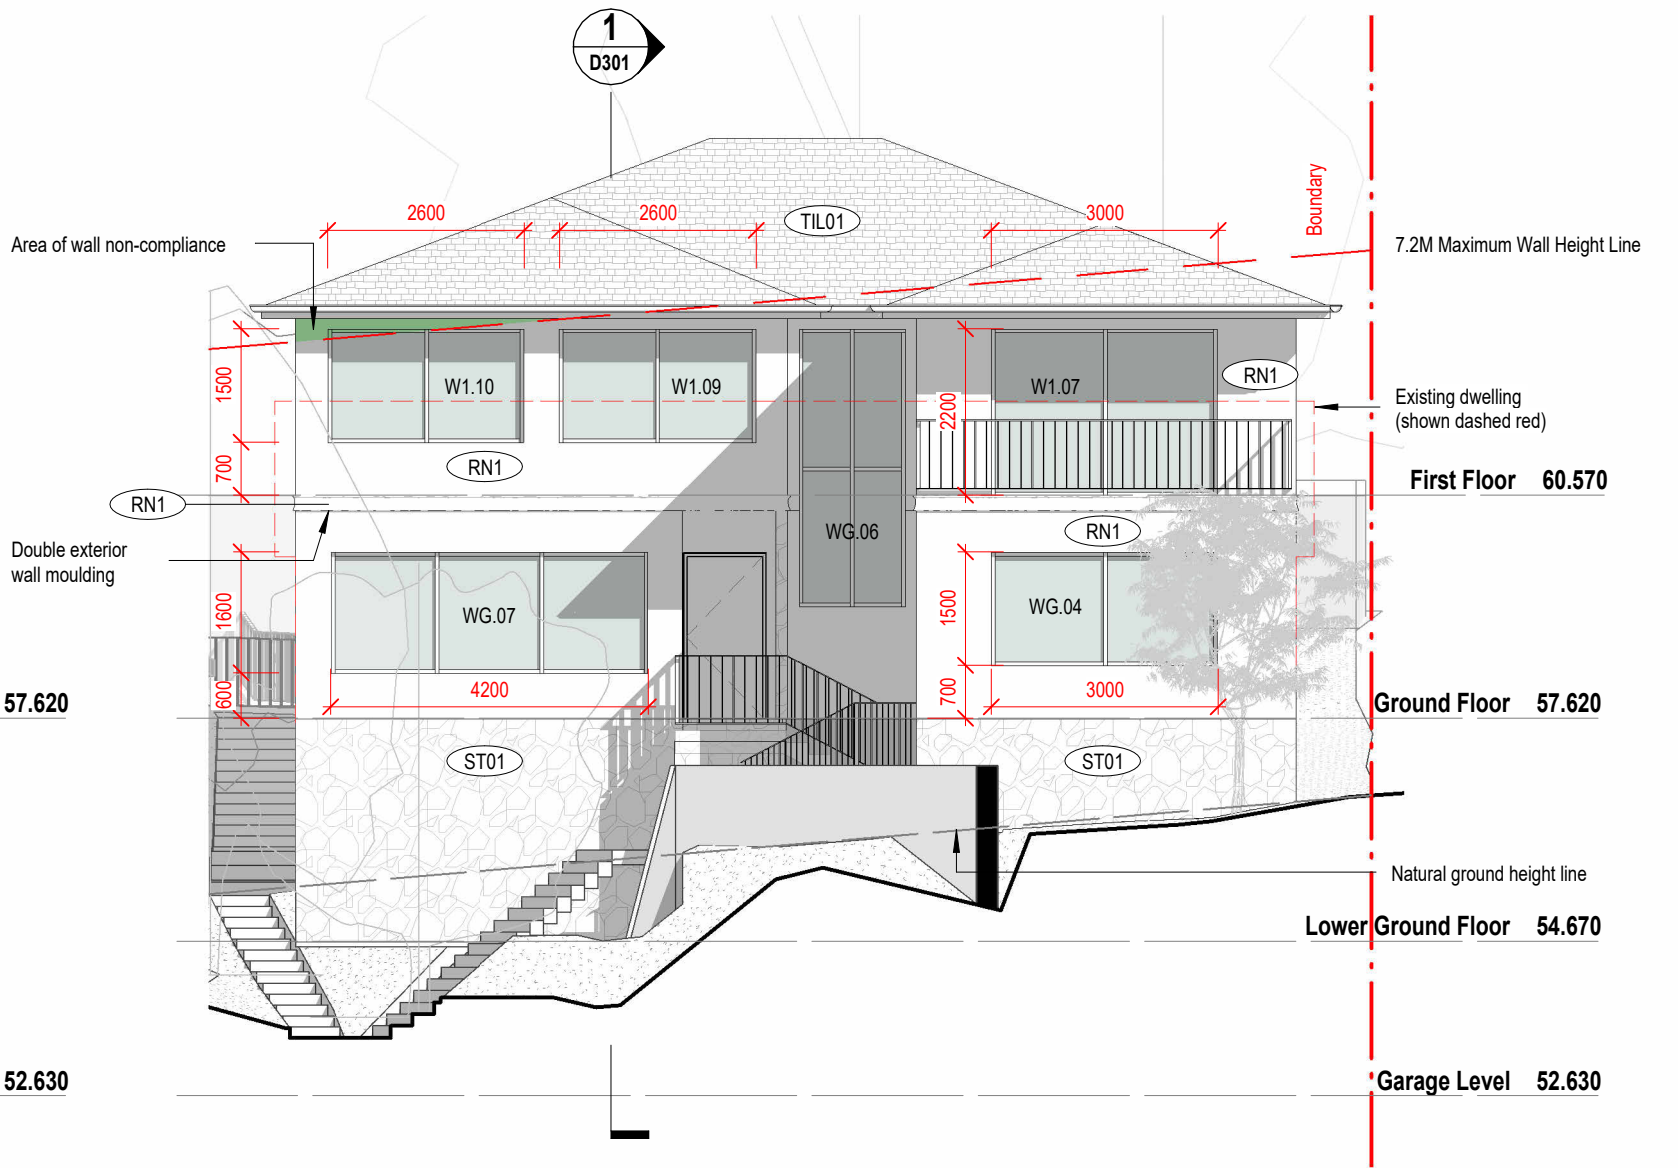 1
D301
Boundary
2600
2600
TIL01
3000
Area of wall non-compliance
7.2M Maximum Wall Height Line
1500
W1.10
W1.09
W1.07
RN1
2200
Existing dwelling
(shown dashed red)
700
RN1
First Floor 60.570
RN1
WG.06
RN1
Double exterior
wall moulding
1600
WG.07
1500
WG.04
600
4200
700
3000
57.620
Ground Floor 57.620
ST01
ST01
Natural ground height line
Lower Ground Floor 54.670
52.630
Garage Level 52.630